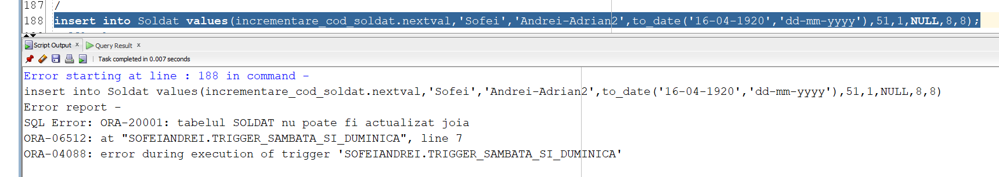 187 /
188 insert into Soldat values(incrementare_cod_soldat.nextval,'Sofei','Andrei-Adrian2',to_date('16-04-1920','dd-mm-yyyy'),51,1,NULL,8,8);
Script Output x Query Result x
Task completed in 0.007 seconds
Error starting at line : 188 in command -
insert into Soldat values(incrementare_cod_soldat.nextval,'Sofei','Andrei-Adrian2',to_date('16-04-1920','dd-mm-yyyy'),51,1,NULL,8,8)
Error report -
SQL Error: ORA-20001: tabelul SOLDAT nu poate fi actualizat joia
ORA-06512: at "SOFEIANDREI.TRIGGER_SAMBATA_SI_DUMINICA", line 7
ORA-04088: error during execution of trigger 'SOFEIANDREI.TRIGGER_SAMBATA_SI_DUMINICA'